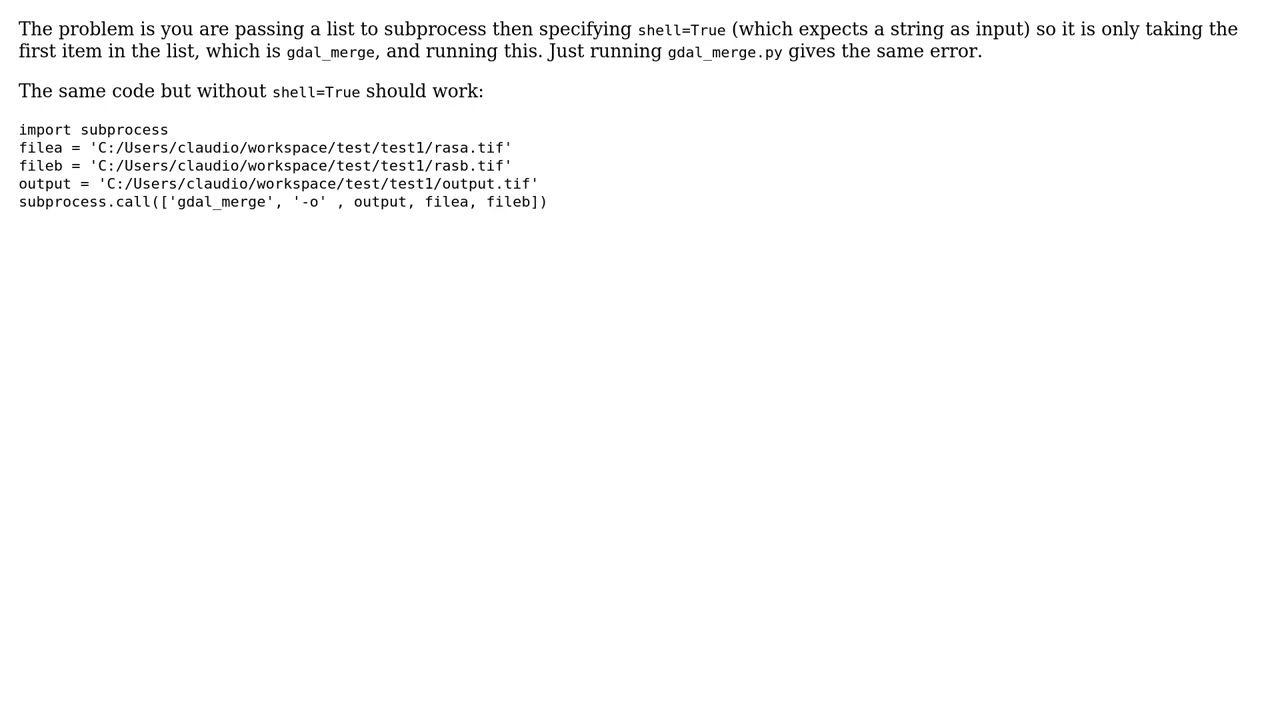 The problem is you are passing a list to subprocess then specifying shell=True (which expects a string as input) so it is only taking the
first item in the list, which is gdal_merge, and running this. Just running gdal_merge.py gives the same error.
The same code but without shell=True should work:
import subprocess
filea = 'C:/Users/claudio/workspace/test/test1/rasa.tif'
fileb = 'C:/Users/claudio/workspace/test/test1/rasb.tif'
output = 'C:/Users/claudio/workspace/test/test1/output.tif'
subprocess.call(['gdal_merge', '-o' , output, filea, fileb])